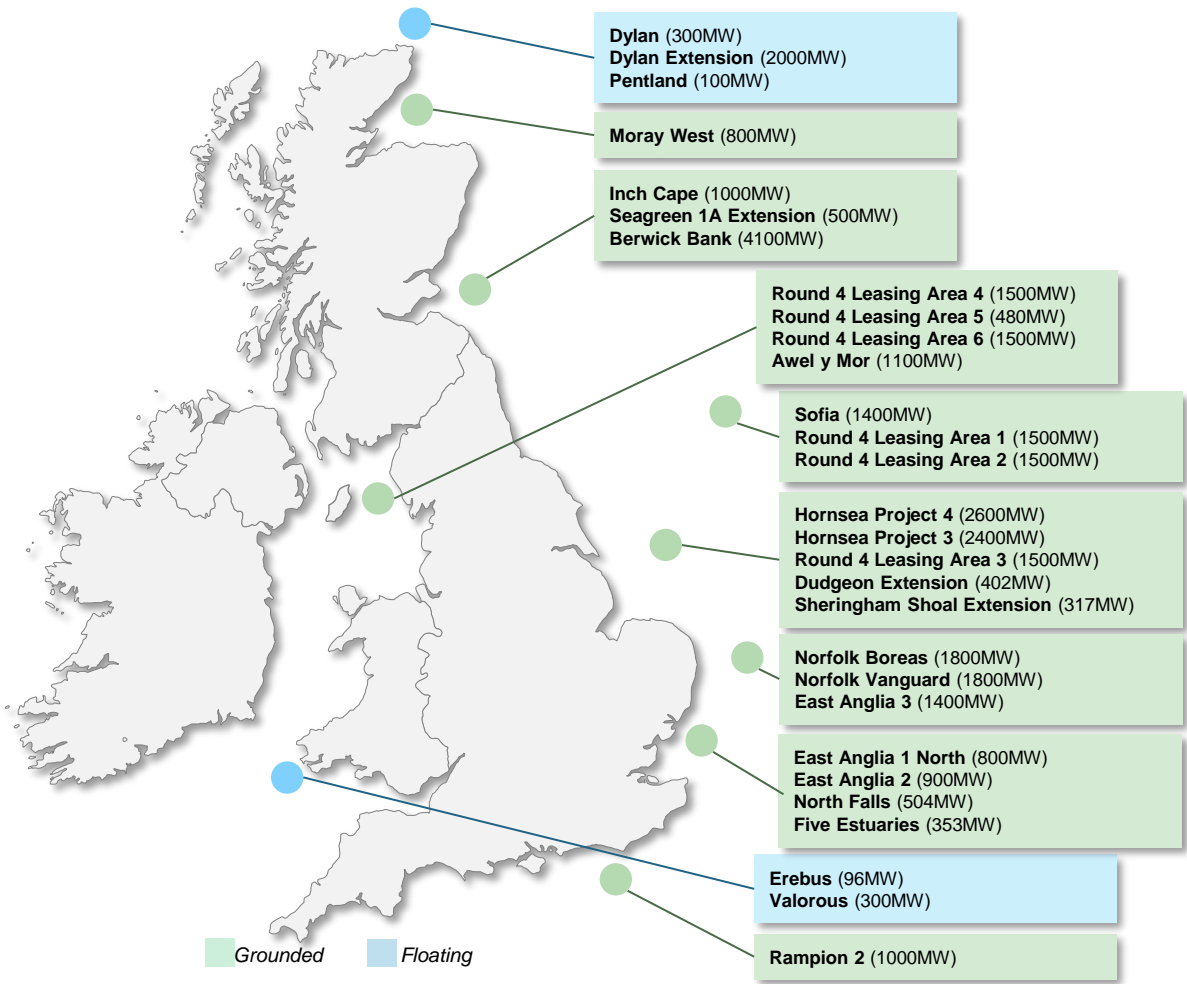 Dylan (300MW)
Dylan Extension (2000MW)
Pentland (100MW)
Moray West (800MW)
Inch Cape (1000MW)
Seagreen 1A Extension (500MW)
Berwick Bank (4100MW)
Round 4 Leasing Area 4 (1500MW)
Round 4 Leasing Area 5 (480MW)
Round 4 Leasing Area 6 (1500MW)
Awel y Mor (1100MW)
Sofia (1400MW)
Round 4 Leasing Area 1 (1500MW)
Round 4 Leasing Area 2 (1500MW)
Hornsea Project 4 (2600MW)
Hornsea Project 3 (2400MW)
Round 4 Leasing Area 3 (1500MW)
Dudgeon Extension (402MW)
Sheringham Shoal Extension (317MW)
Norfolk Boreas (1800MW)
Norfolk Vanguard (1800MW)
East Anglia 3 (1400MW)
East Anglia 1 North (800MW)
East Anglia 2 (900MW)
North Falls (504MW)
Five Estuaries (353MW)
Erebus (96MW)
Valorous (300MW)
Rampion 2 (1000MW)
Grounded
Floating